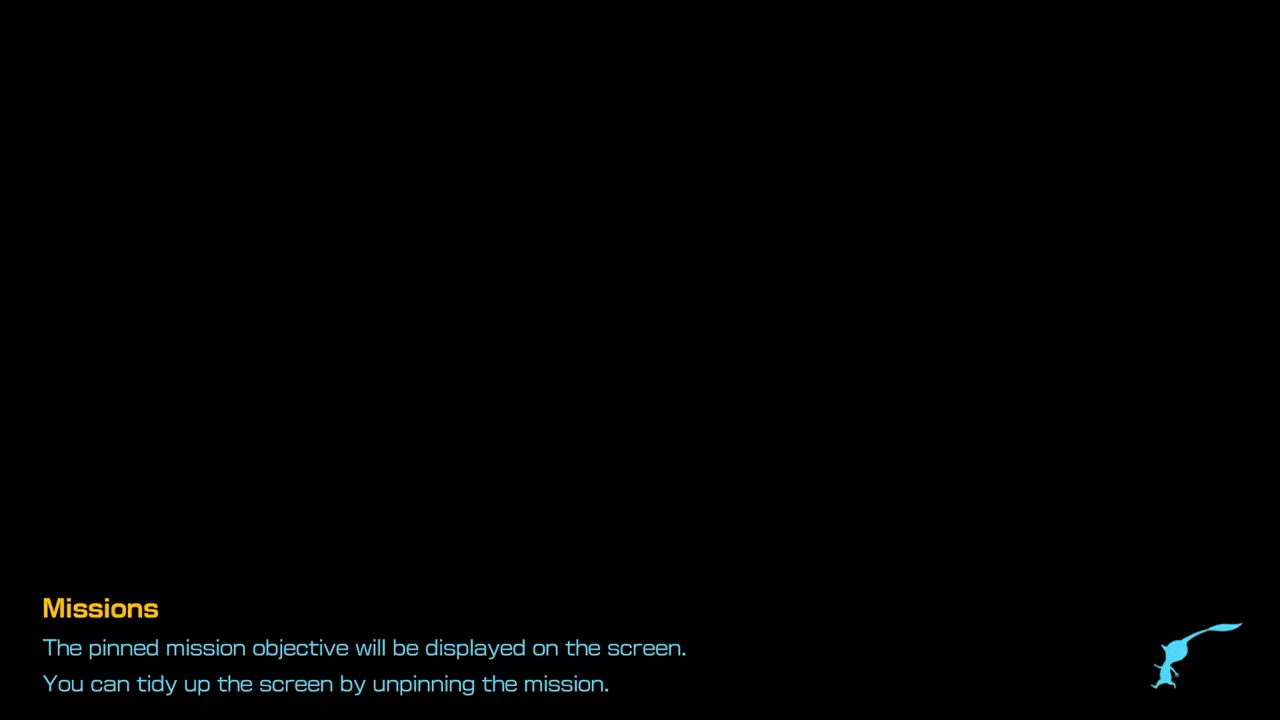 Missions
The pinned mission objective will be displayed on the screen.
You can tidy up the screen by unpinning the mission.